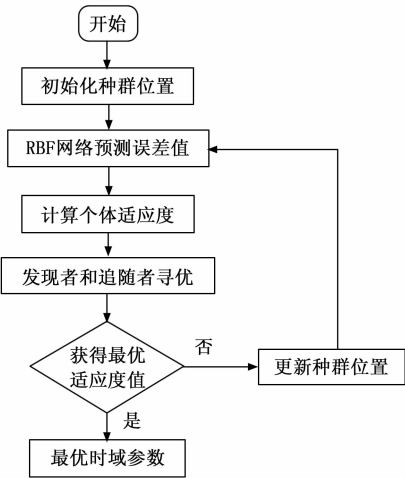 开始
初始化种群位置
RBF网络预测误差值
计算个体适应度
发现者和追随者寻优
获得最优
适应度值
否
更新种群位置
是
最优时域参数